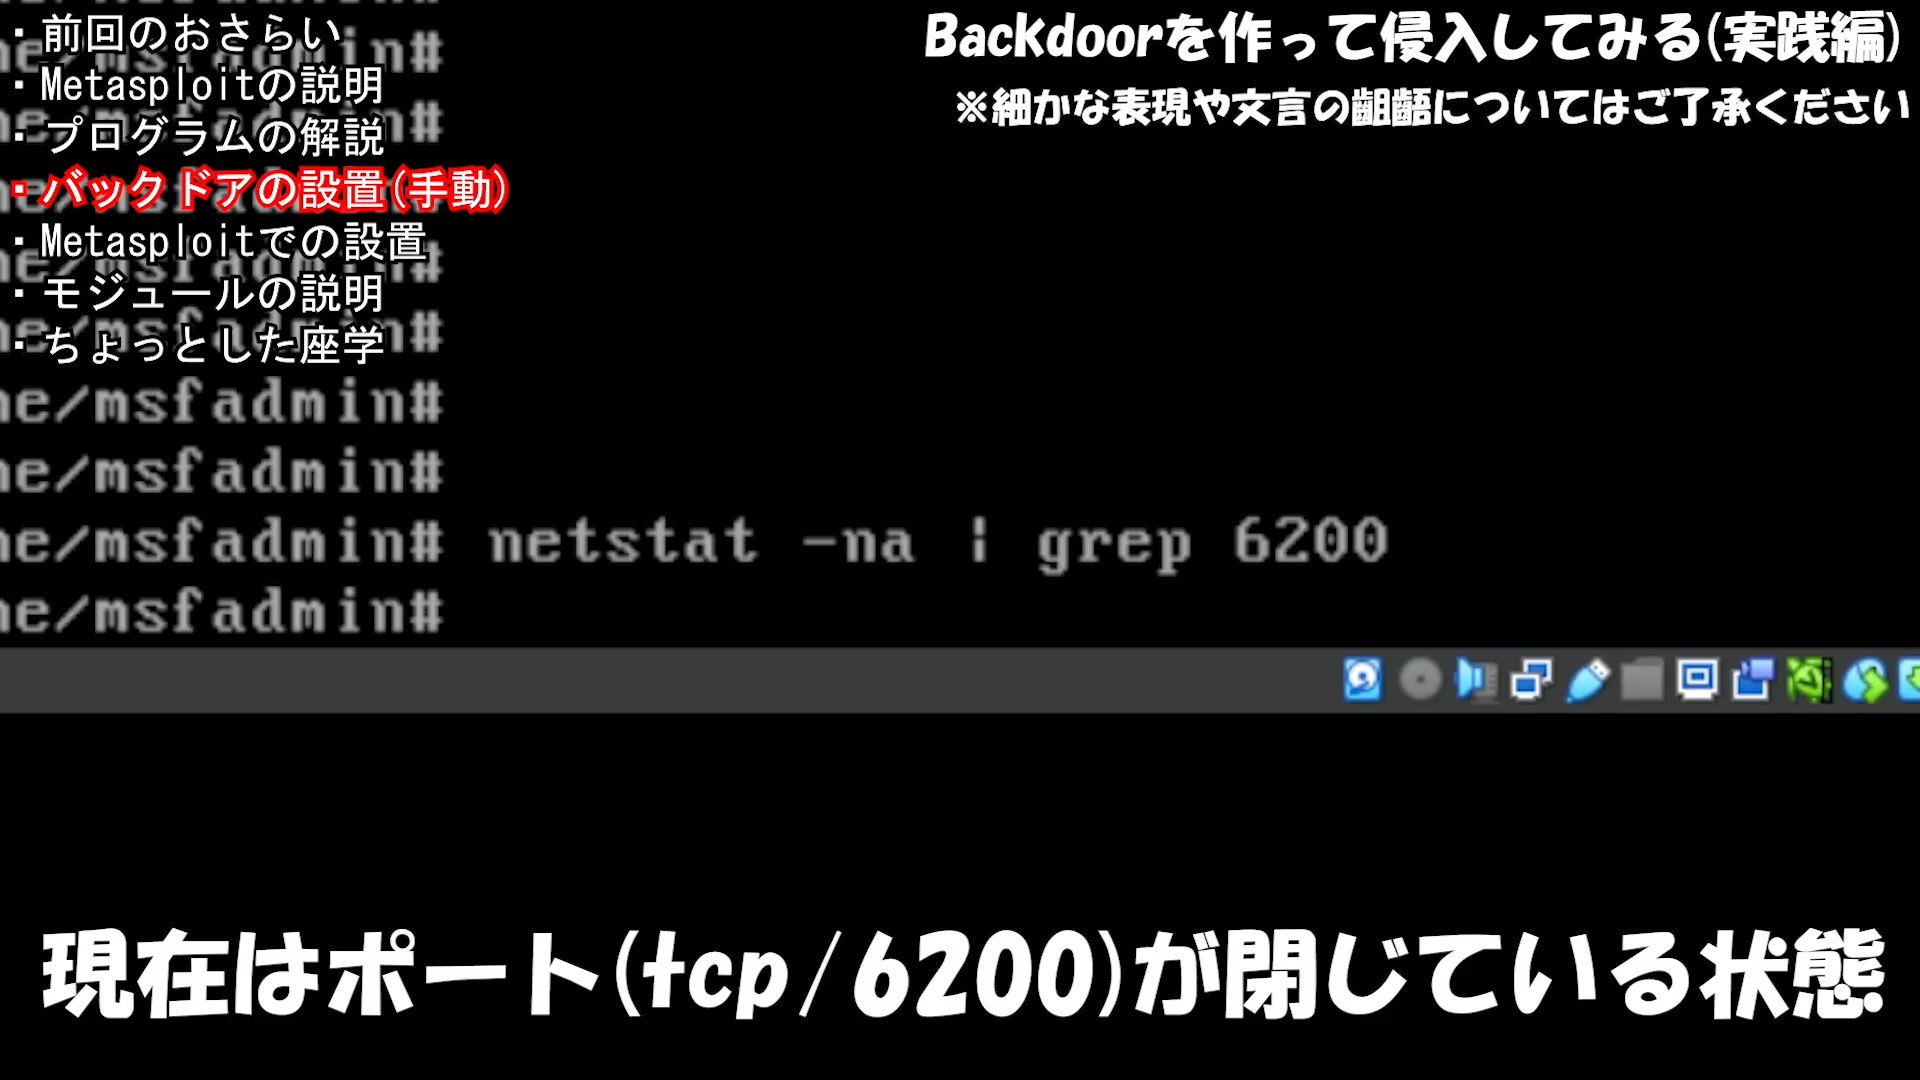 ・前回のおさらい
・Metasploitの説明
・プログラムの解説
・バックドアの設置(手動)
・Metasploitでの設置
・モジュールの説明
・ちょっとした座学
Backdoorを作って侵入してみる(実践編)
※細かな表現や文言の齟齬についてはご了承ください
me/msfadmin#
me/msfadmin#
me/msfadmin# netstat -na | grep 6200
me/msfadmin#
現在はポート(tcp/6200)が閉じている状態